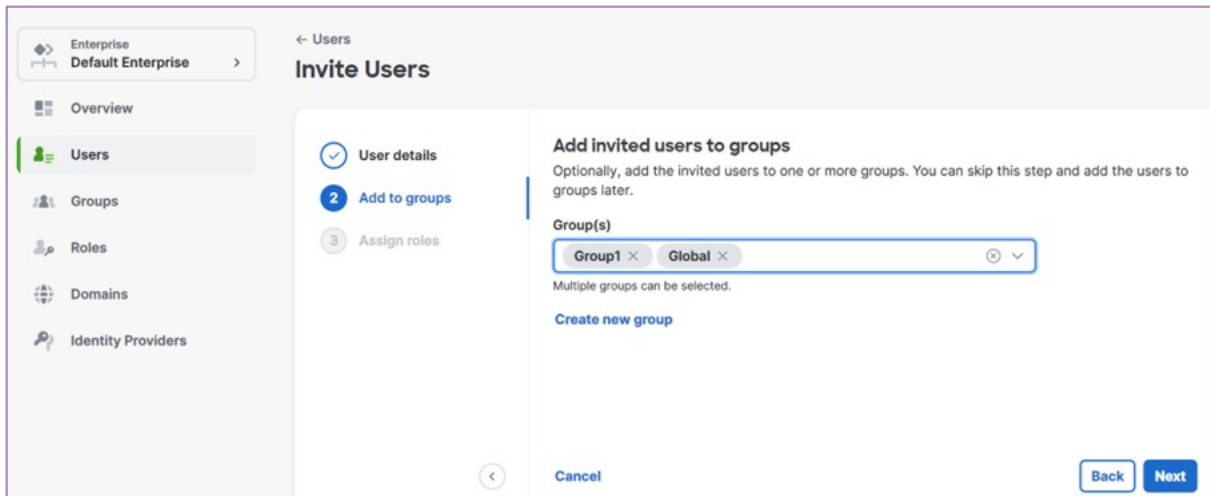 Enterprise
Default Enterprise
Overview
Users
Groups
Roles
Domains
Identity Providers
← Users
Invite Users
User details
2 Add to groups
3 Assign roles
Add invited users to groups
Optionally, add the invited users to one or more groups. You can skip this step and add the users to
groups later.
Group(s)
Group1 × Global ×
Multiple groups can be selected.
Create new group
Cancel Back Next